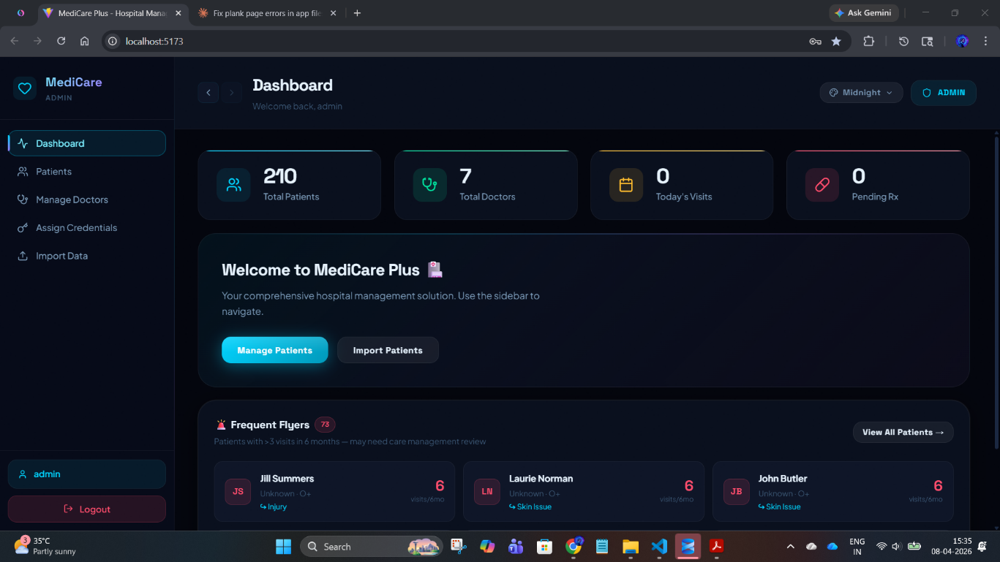 MediCare Plus - Hospital Mana
Fix plank page errors in app file
Ask Gemini
localhost:5173
MediCare
ADMIN
Dashboard
Patients
Manage Doctors
Assign Credentials
Import Data
admin
Logout
Dashboard
Welcome back, admin
Midnight
ADMIN
210
Total Patients
7
Total Doctors
0
Today's Visits
0
Pending Rx
Welcome to MediCare Plus
Your comprehensive hospital management solution. Use the sidebar to
navigate.
Manage Patients
Import Patients
Frequent Flyers 73
Patients with >3 visits in 6 months — may need care management review
View All Patients →
JS
Jill Summers
Unknown · O+
↪ Injury
6
visits/6mo
LN
Laurie Norman
Unknown · O+
↪ Skin Issue
6
visits/6mo
JB
John Butler
Unknown · O+
↪ Skin Issue
6
visits/6mo
3
35°C
Partly sunny
Search
ENG
IN
15:35
08-04-2026